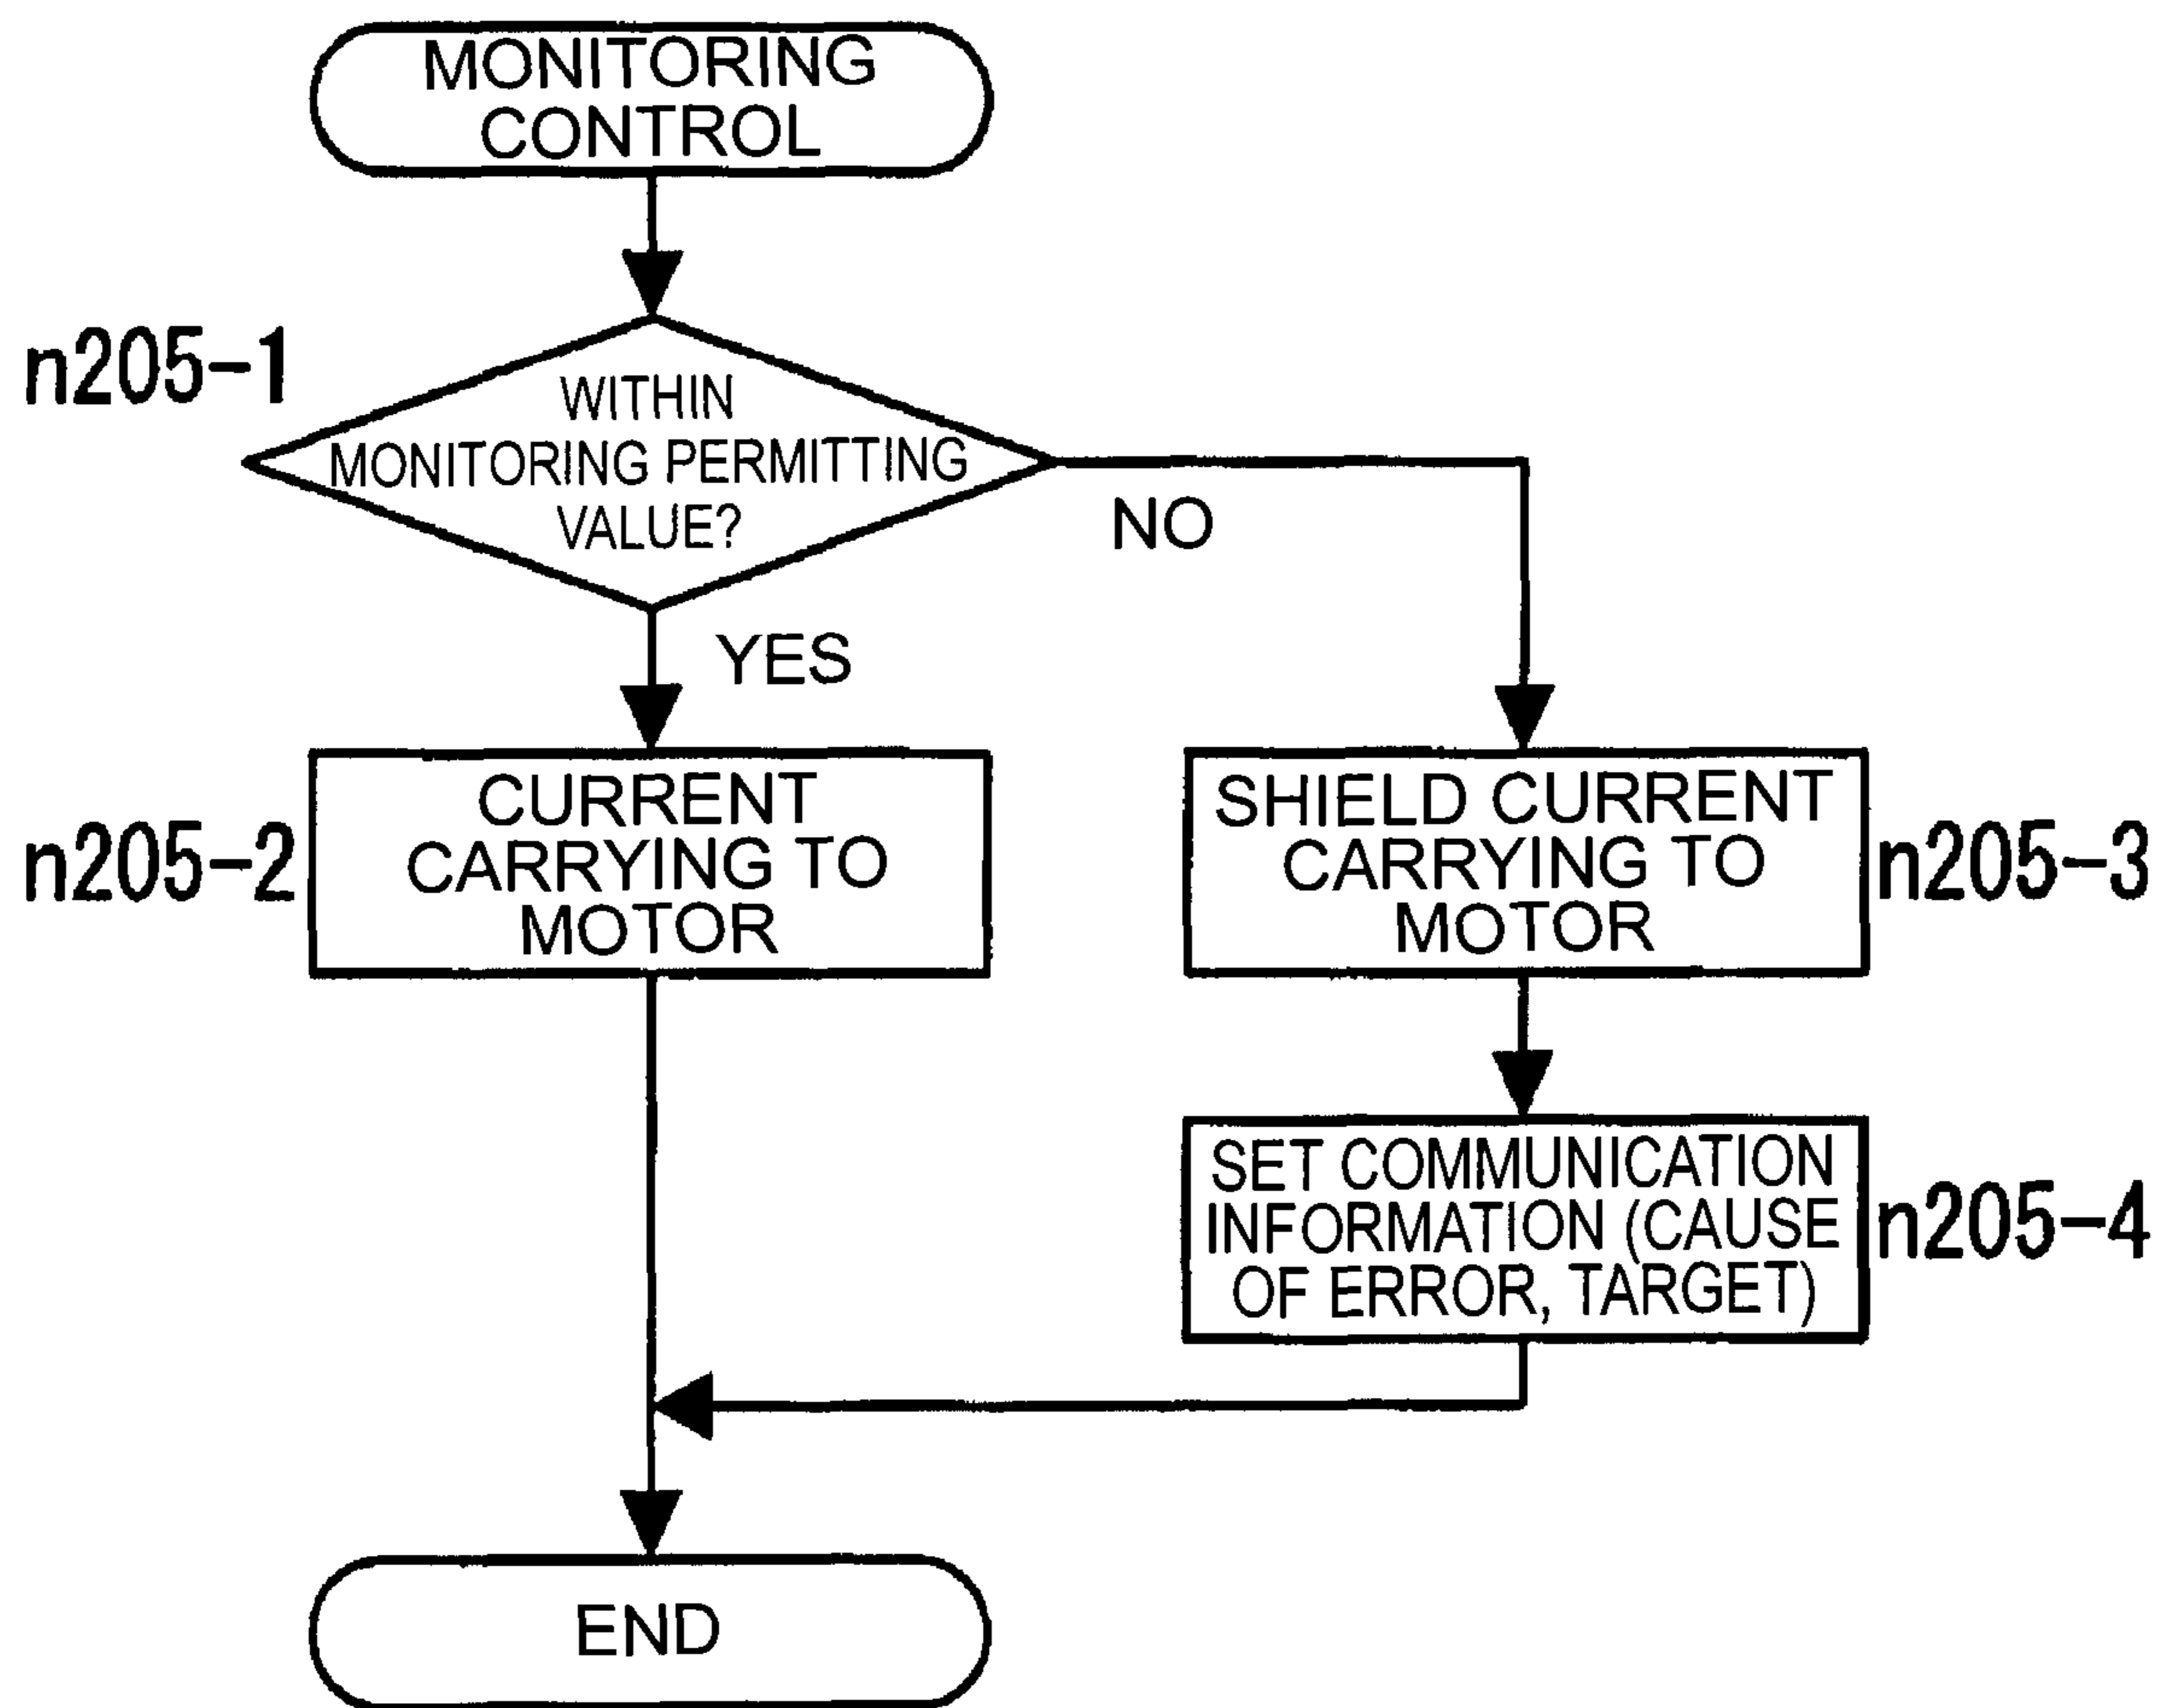 MONITORING
CONTROL
n205-1
WITHIN
MONITORING PERMITTING
VALUE?
NO
YES
n205-2
CURRENT
CARRYING TO
MOTOR
SHIELD CURRENT
CARRYING TO
MOTOR
n205-3
SET COMMUNICATION
INFORMATION (CAUSE
OF ERROR, TARGET)
n205-4
END